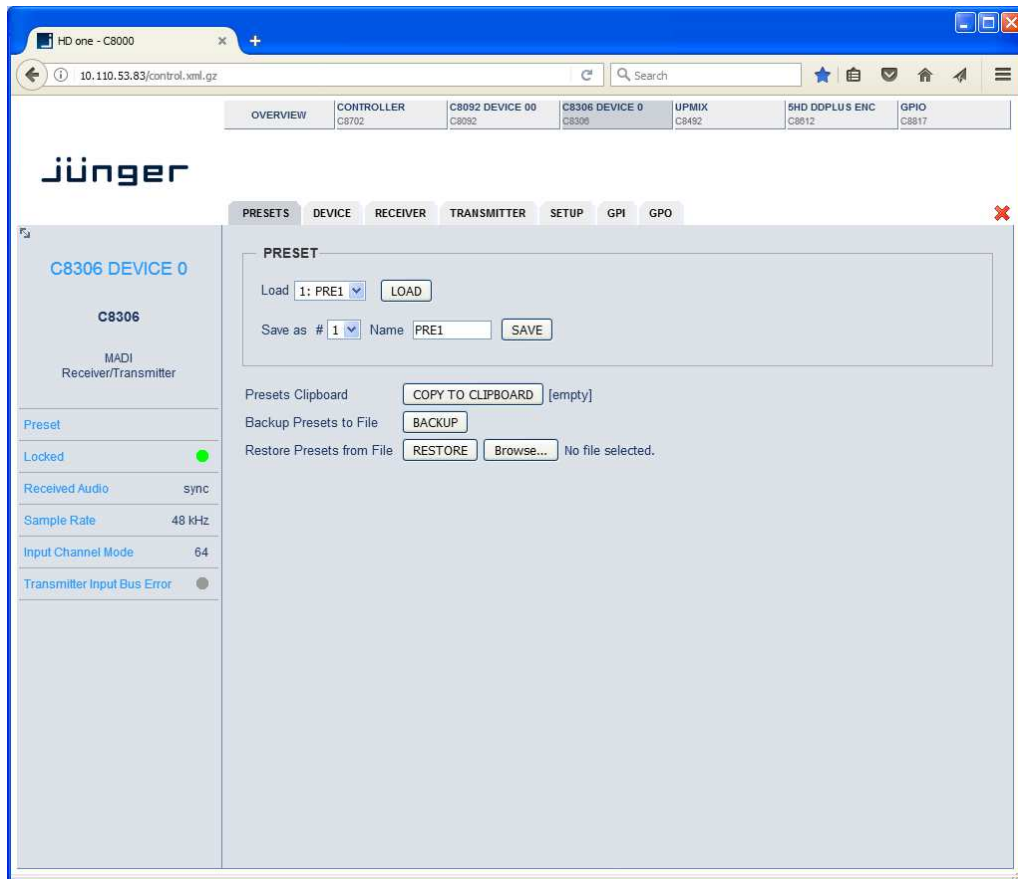 HD one - C8000
10.110.53.83/control.xml.gz
Search
OVERVIEW
CONTROLLER
C8702
C8092 DEVICE 00
C8092
C8306 DEVICE 0
C8306
UPMIX
C8492
5HD DDPLUS ENC
C8612
GPIO
C8817
jünger
PRESETS DEVICE RECEIVER TRANSMITTER SETUP GPI GPO
C8306 DEVICE 0
C8306
MADI
Receiver/Transmitter
Preset
Locked
Received Audio sync
Sample Rate 48 kHz
Input Channel Mode 64
Transmitter Input Bus Error
PRESET
Load 1: PRE1 LOAD
Save as # 1 Name PRE1 SAVE
Presets Clipboard COPY TO CLIPBOARD [empty]
Backup Presets to File BACKUP
Restore Presets from File RESTORE Browse... No file selected.